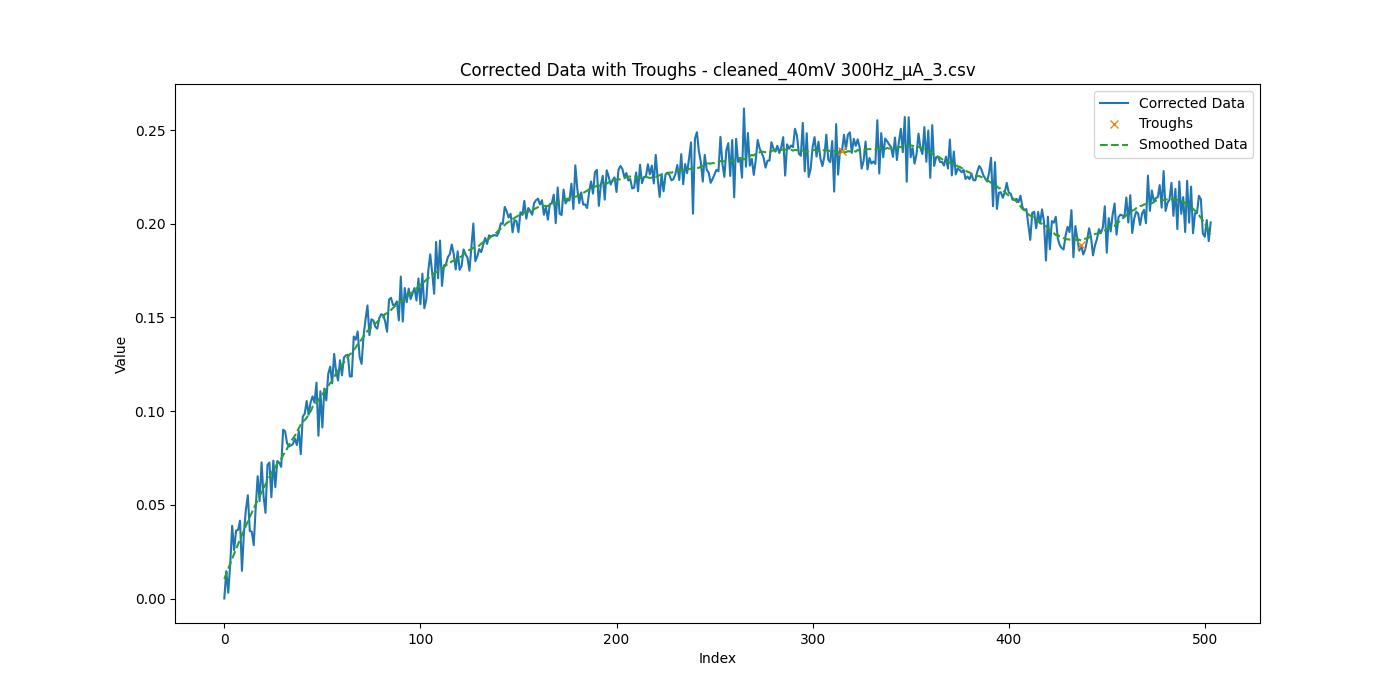 Corrected Data with Troughs - cleaned_40mV 300Hz_μA_3.csv
Corrected Data
Troughs
Smoothed Data
Value
0.25
0.20
0.15
0.10
0.05
0.00
0 100 200 300 400 500
Index